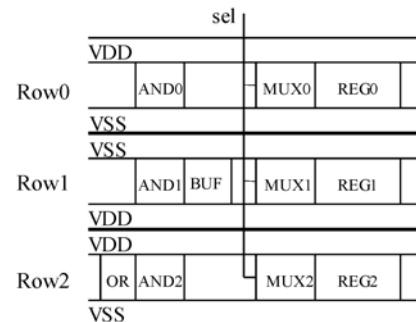 sel
VDD
Row0 AND0 MUX0 REG0
VSS
VSS
Row1 AND1 BUF MUX1 REG1
VDD
VDD
Row2 OR AND2 MUX2 REG2
VSS